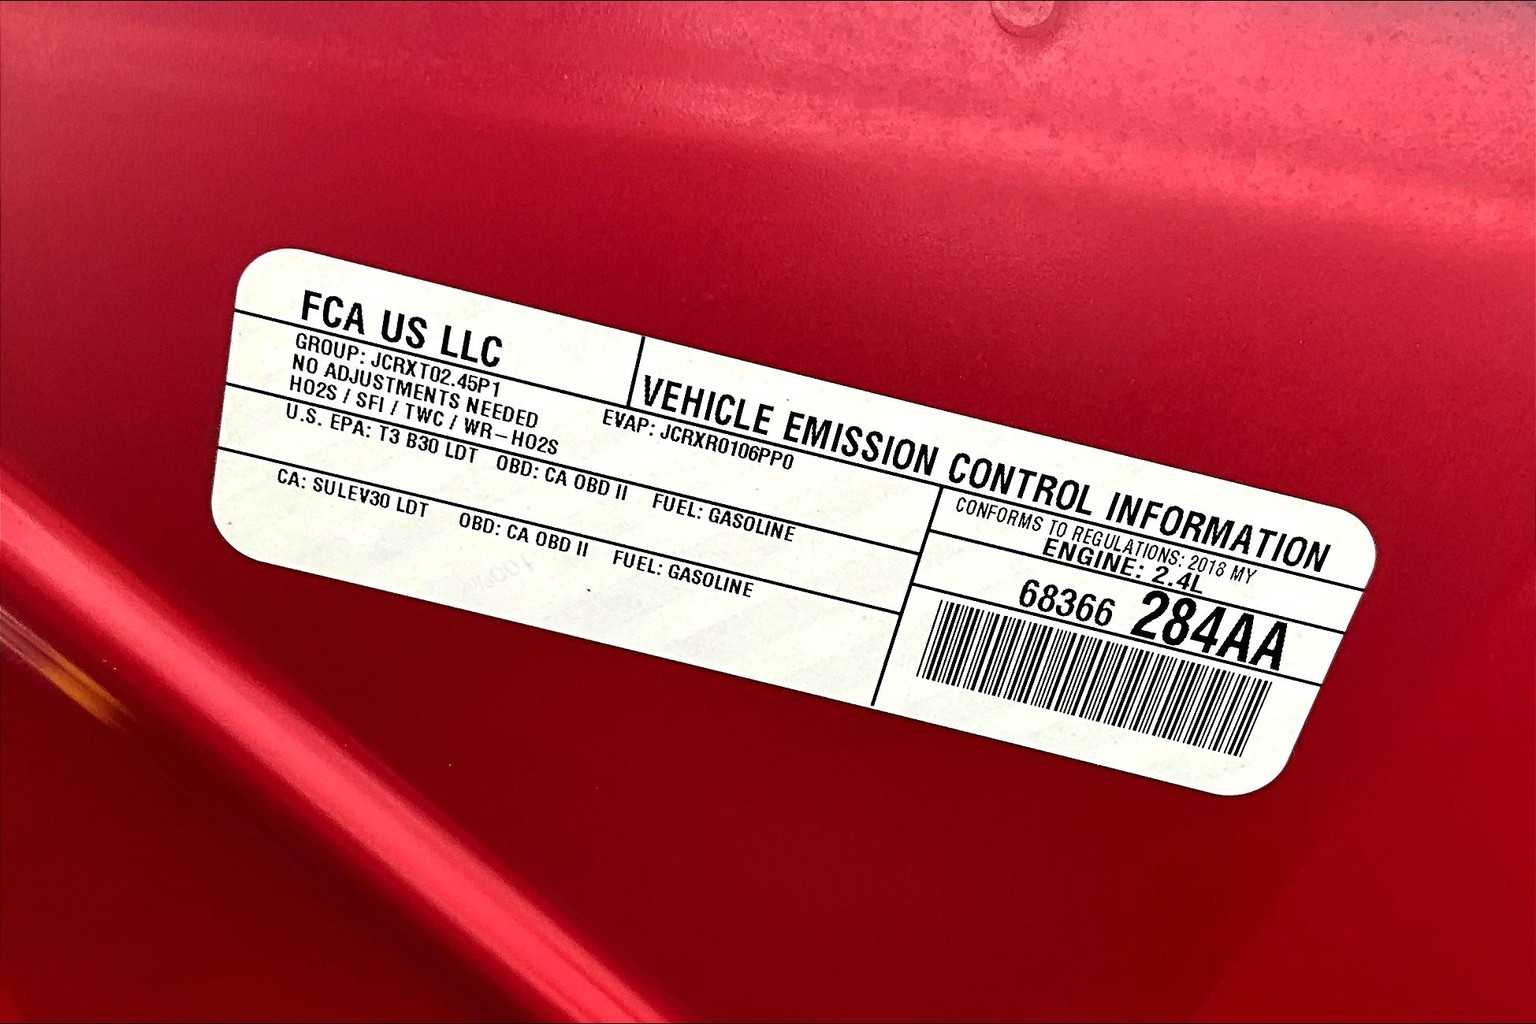 FCA US LLC
VEHICLE EMISSION CONTROL INFORMATION
GROUP: JCRXT02.45P1
EVAP: JCRXR0106PP0
NO ADJUSTMENTS NEEDED
HO2S / SFI / TWC / WR-HO2S
CONFORMS TO REGULATIONS: 2018 MY
U.S. EPA: T3 B30 LDT OBD: CA OBD II FUEL: GASOLINE
ENGINE: 2.4L
CA: SULEV30 LDT OBD: CA OBD II FUEL: GASOLINE
68366 284AA